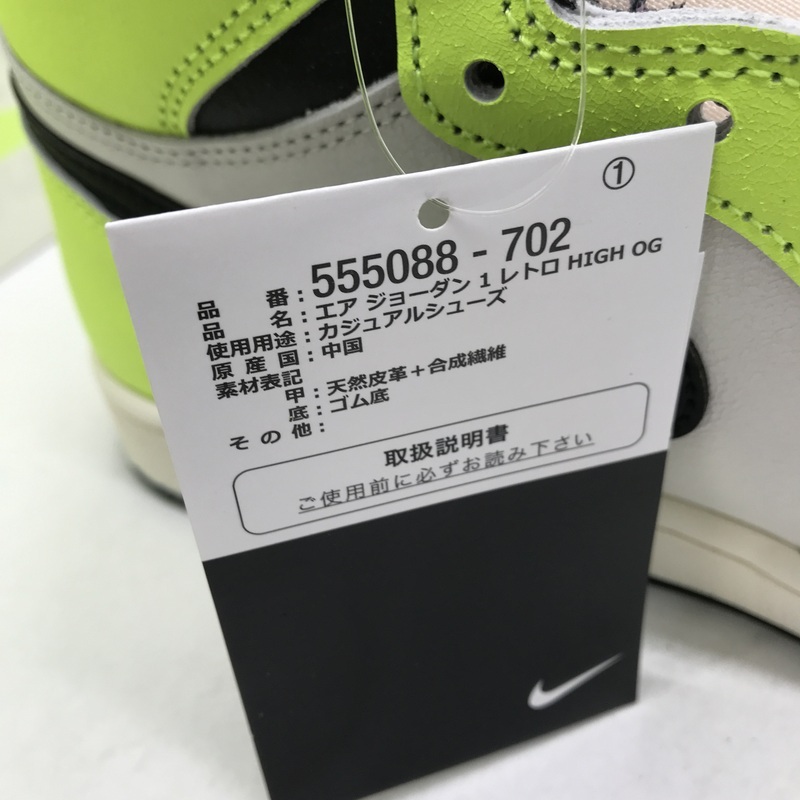 ①
品番：555088 - 702
品名：エア ジョーダン 1 レトロ HIGH OG
使用用途：カジュアルシューズ
原産国：中国
素材表記
甲：天然皮革＋合成繊維
底：ゴム底
その他：
取扱説明書
ご使用前に必ずお読み下さい